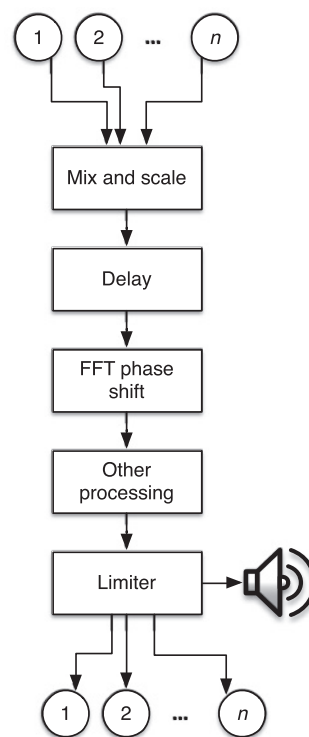 1 2 ... n
Mix and scale
Delay
FFT phase
shift
Other
processing
Limiter
1 2 ... n